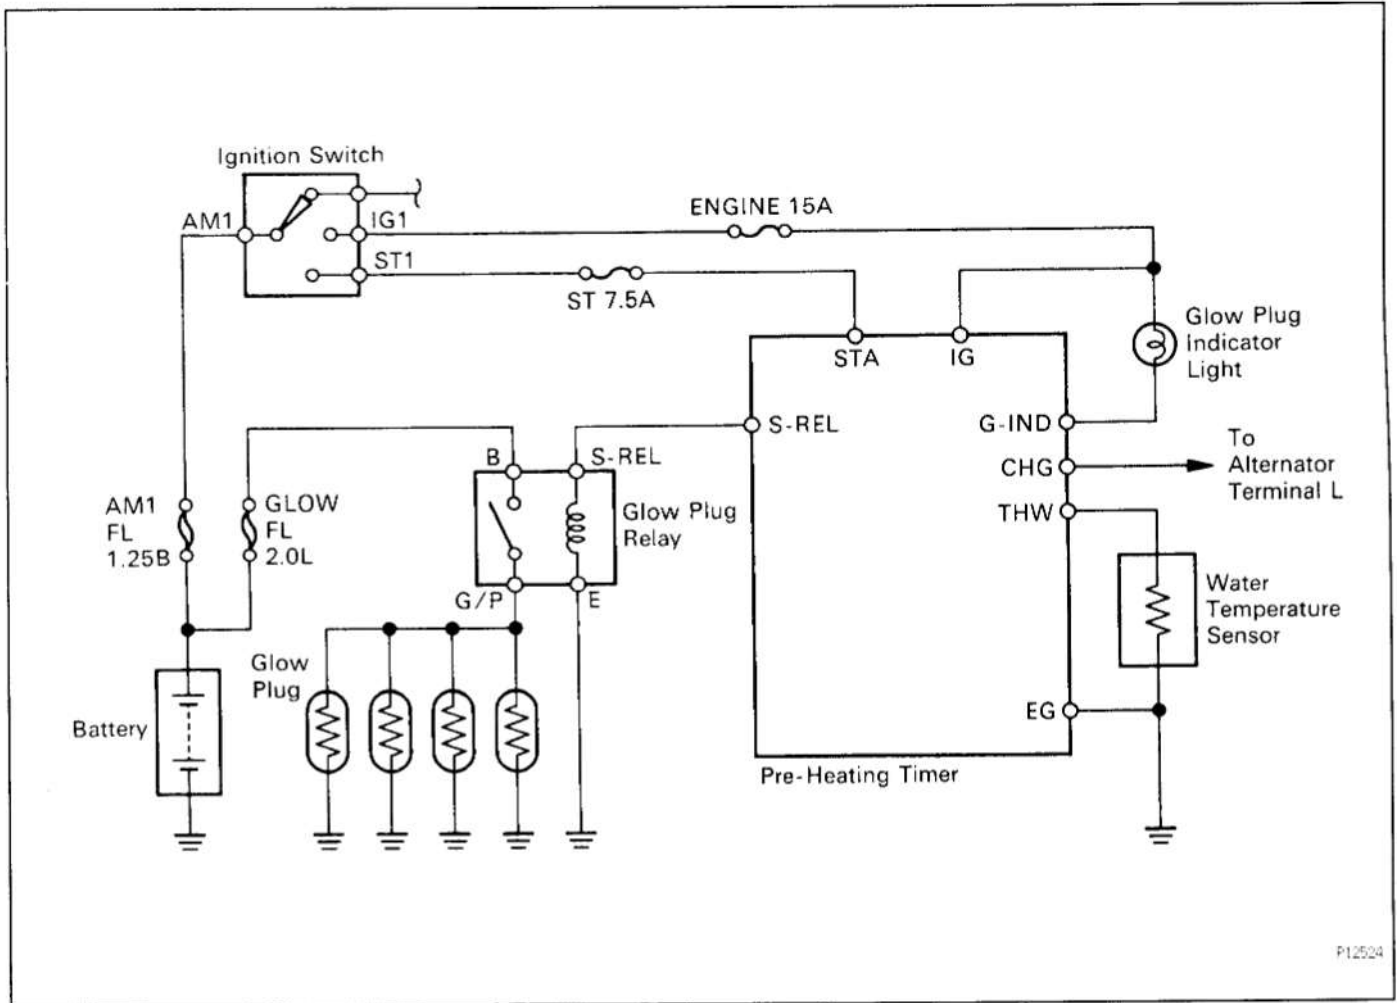 Ignition Switch
AM1
IG1
ST1
ENGINE 15A
ST 7.5A
STA
IG
Glow Plug
Indicator
Light
S-REL
G-IND
CHG
THW
EG
To
Alternator
Terminal L
B
S-REL
Glow Plug
Relay
G/P
E
AM1
FL
1.25B
GLOW
FL
2.0L
Water
Temperature
Sensor
Glow
Plug
Battery
Pre-Heating Timer
P12524